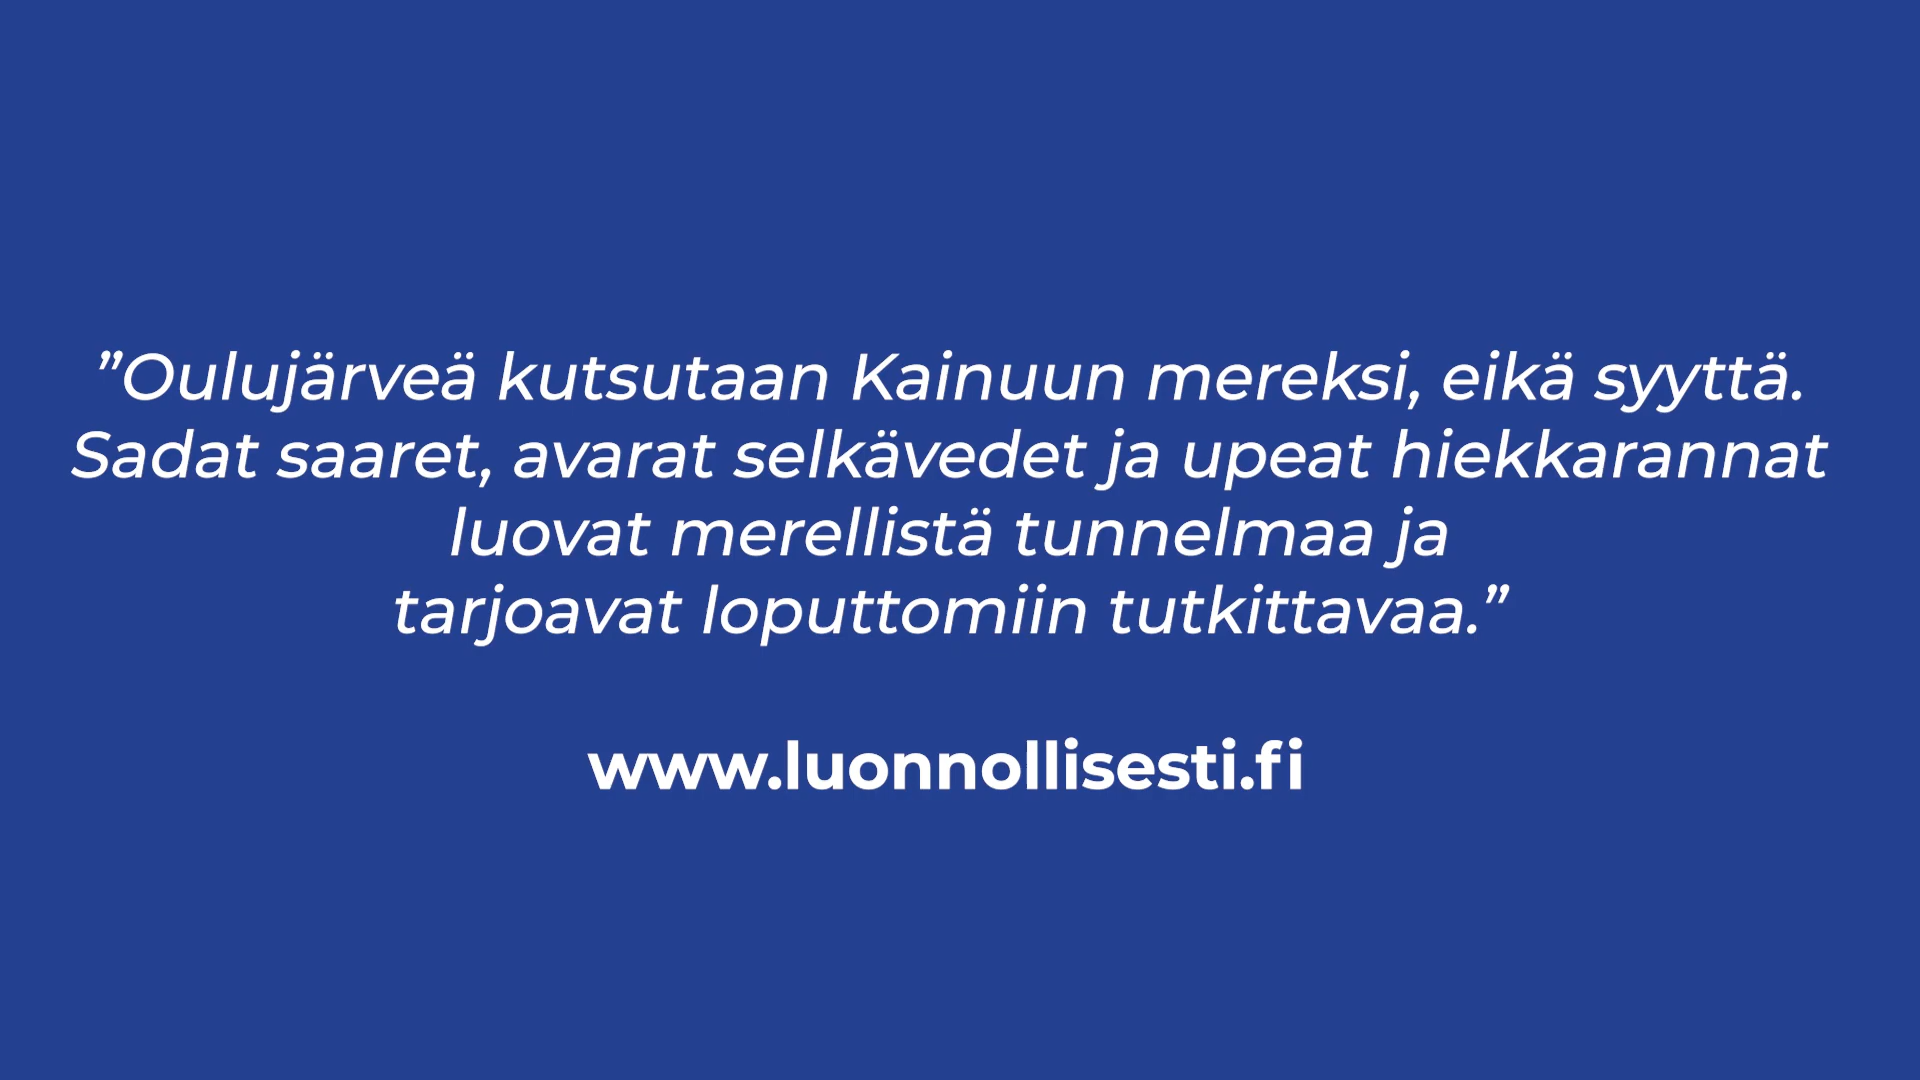 ”Oulujärveä kutsutaan Kainuun mereksi, eikä syyttä.
Sadat saaret, avarat selkävedet ja upeat hiekkarannat
luovat merellistä tunnelmaa ja
tarjoavat loputtomiin tutkittavaa.”
www.luonnollisesti.fi